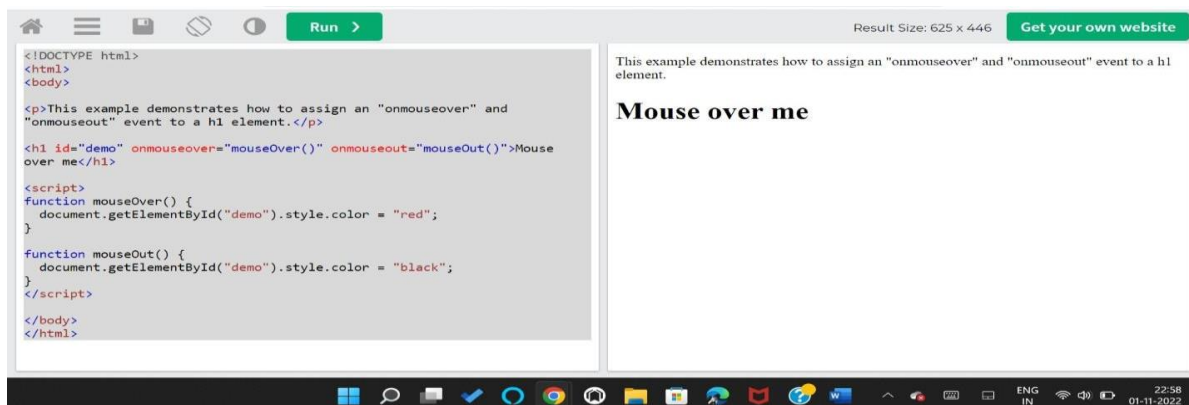 Run >
Result Size: 625 x 446
Get your own website
<!DOCTYPE html>
<html>
<body>
<p>This example demonstrates how to assign an "onmouseover" and
"onmouseout" event to a h1 element.</p>
<h1 id="demo" onmouseover="mouseOver()" onmouseout="mouseOut()">Mouse
over me</h1>
<script>
function mouseOver() {
  document.getElementById("demo").style.color = "red";
}
function mouseOut() {
  document.getElementById("demo").style.color = "black";
}
</script>
</body>
</html>
This example demonstrates how to assign an "onmouseover" and "onmouseout" event to a h1
element.
Mouse over me
ENG
IN
22:58
01-11-2022